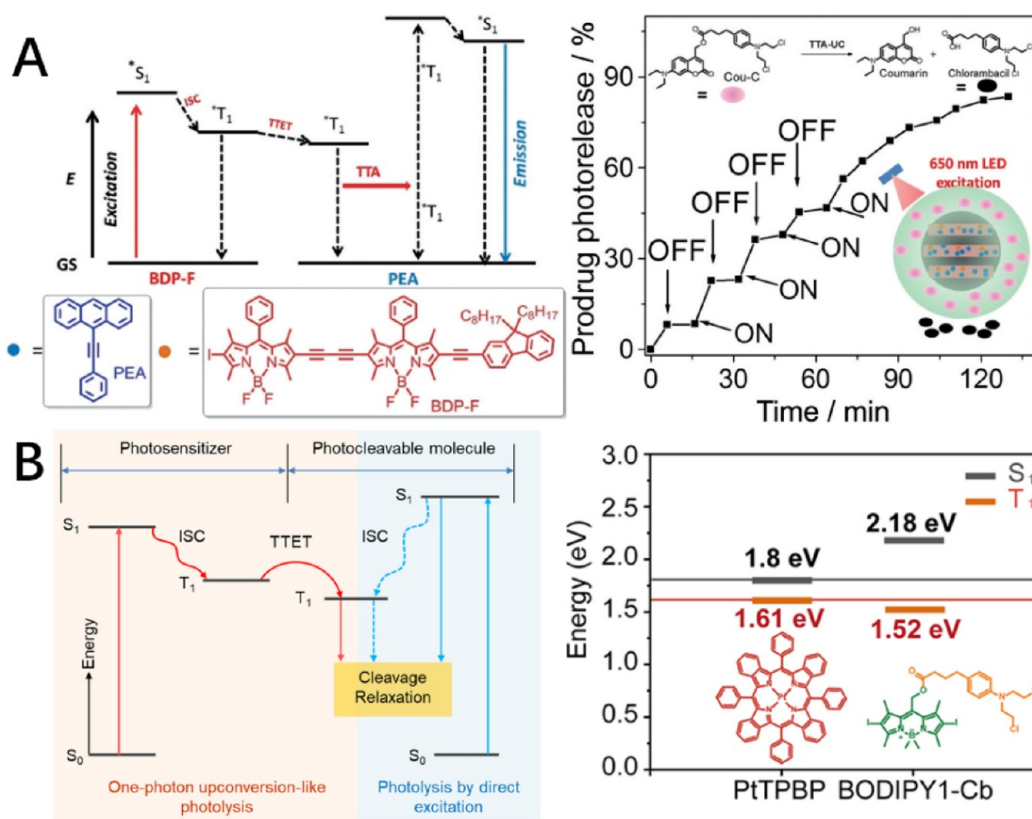 A
*S1
ISC
*T1
TTET
*T1
TTA
*T1
*T1
*S1
Excitation
E
Emission
GS
BDP-F
PEA
=
PEA
=
C8H17
C8H17
I
N
N
B
F
F
N
N
B
F
F
BDP-F
Prodrug photorelease / %
90
60
30
0
0
30
60
90
120
Time / min
TTA-UC
Cou-C
=
Coumarin
+
Chlorambacil
=
OFF
OFF
OFF
OFF
ON
ON
ON
ON
650 nm LED
excitation
B
Photosensitizer
Photocleavable molecule
S1
ISC
T1
TTET
T1
S1
ISC
Energy
Cleavage
Relaxation
S0
S0
One-photon upconversion-like
photolysis
Photolysis by direct
excitation
Energy (eV)
3.0
2.5
2.0
1.5
1.0
0.5
0.0
S1
T1
2.18 eV
1.8 eV
1.61 eV
1.52 eV
PtTPBP
BODIPY1-Cb